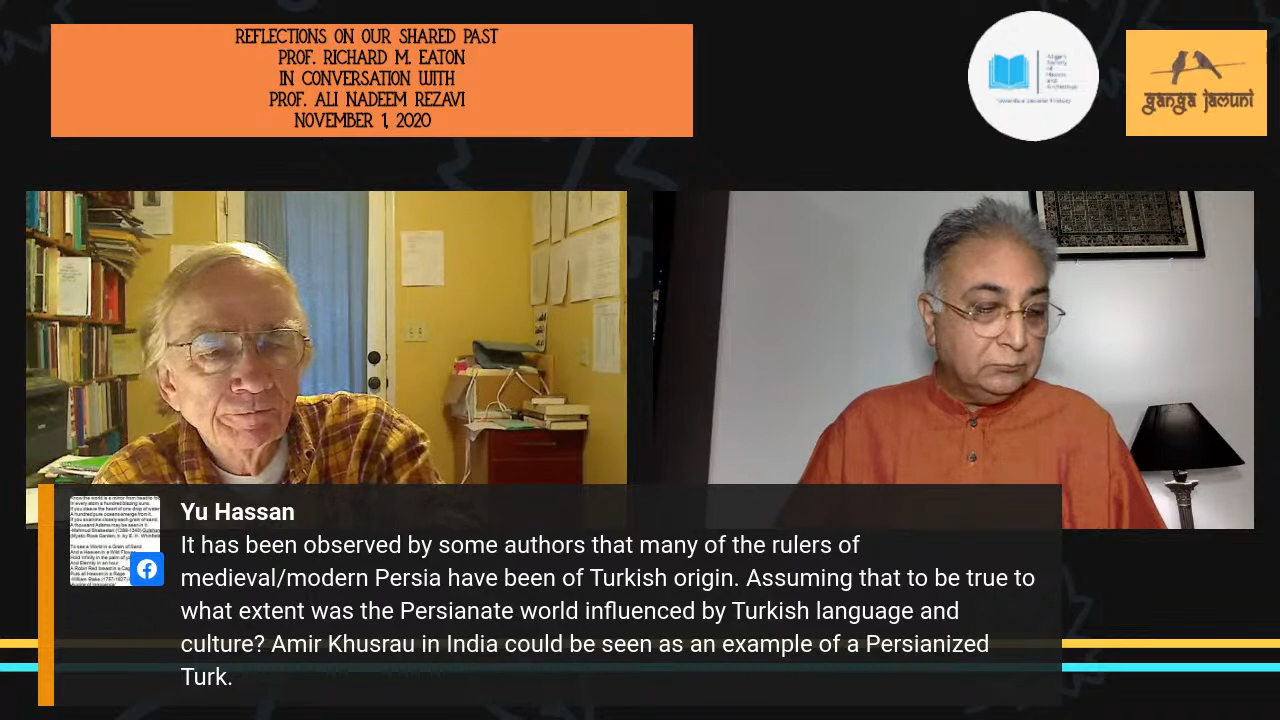 REFLECTIONS ON OUR SHARED PAST
PROF. RICHARD M. EATON
IN CONVERSATION WITH
PROF. ALI NADEEM REZAVI
NOVEMBER 1, 2020
ganga jamuni
Yu Hassan
It has been observed by some authors that many of the rulers of
medieval/modern Persia have been of Turkish origin. Assuming that to be true to
what extent was the Persianate world influenced by Turkish language and
culture? Amir Khusrau in India could be seen as an example of a Persianized
Turk.